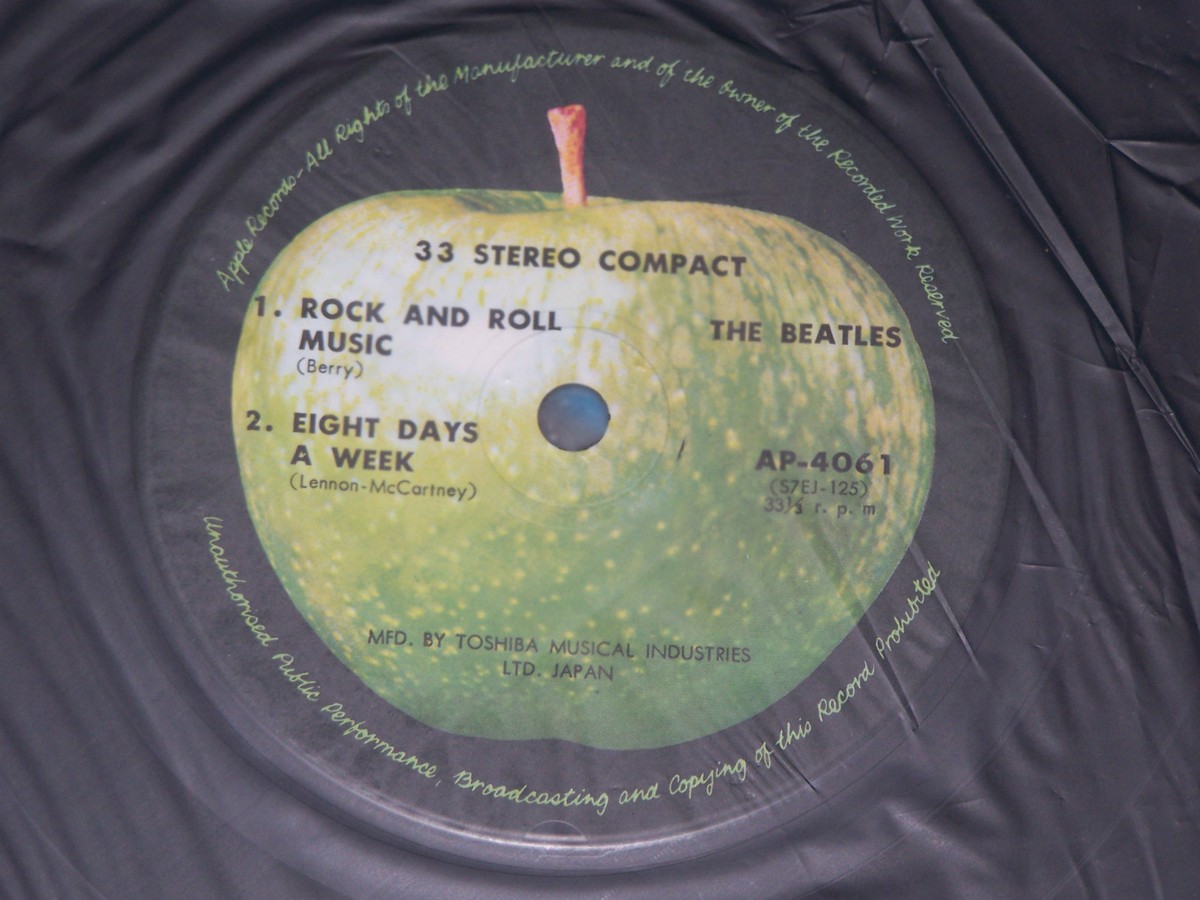 Apple Records-All Rights of the Manufacturer and of the Owner of the Recorded Work Reserved
33 STEREO COMPACT
1. ROCK AND ROLL
MUSIC
(Berry)
THE BEATLES
2. EIGHT DAYS
A WEEK
(Lennon-McCartney)
AP-4061
(S7EJ-125)
33⅓ r. p. m
MFD. BY TOSHIBA MUSICAL INDUSTRIES
LTD. JAPAN
Unauthorised Public Performance, Broadcasting and Copying of this Record Prohibited